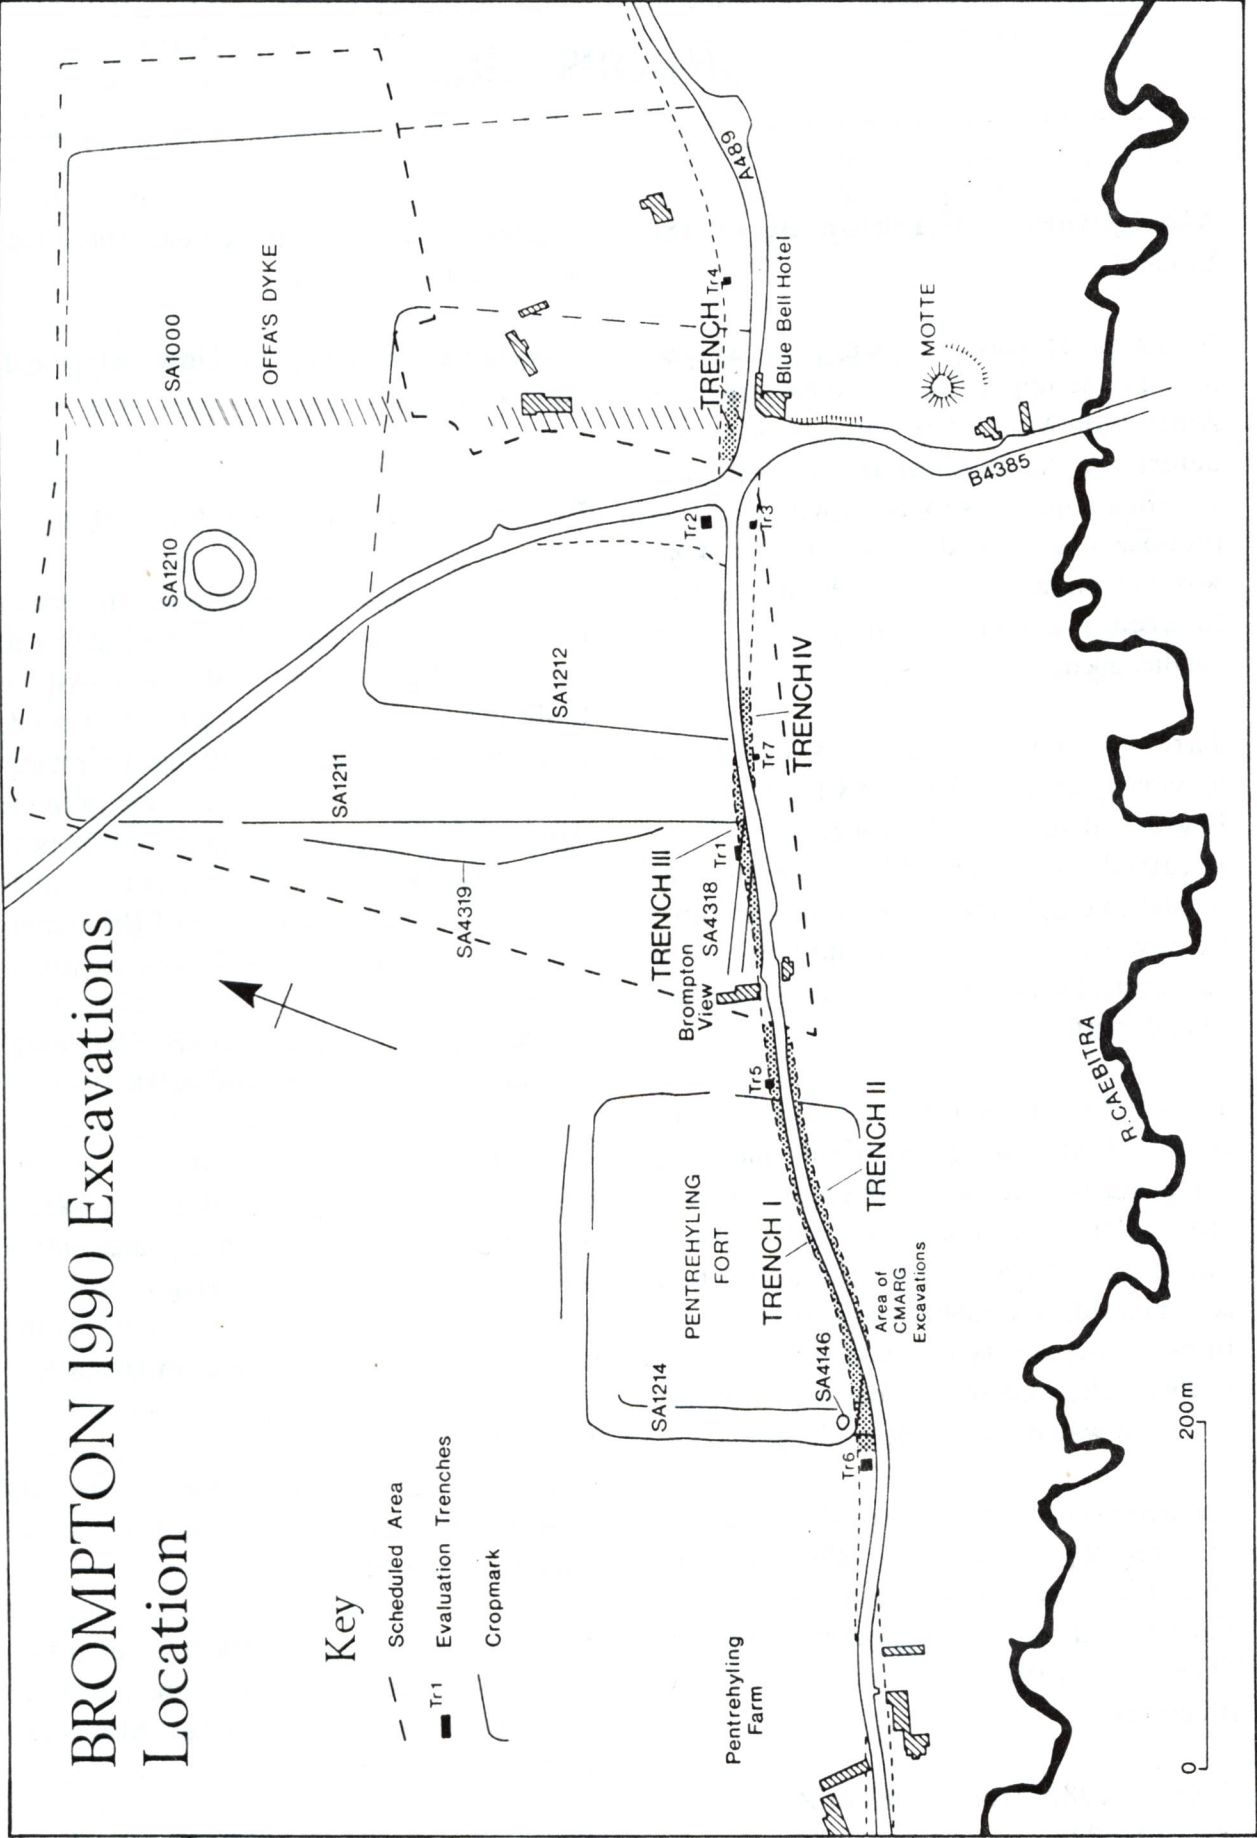 BROMPTON 1990 Excavations
Location
Key
Scheduled Area
Tr1
Evaluation Trenches
Cropmark
SA1000
OFFA'S DYKE
SA1210
SA1211
SA1212
SA4319
TRENCH III
SA4318
Tr1
Brompton
View
Tr5
PENTREHYLING
FORT
TRENCH I
TRENCH II
SA1214
SA4146
Tr6
Area of
CMARG
Excavations
Pentrehyling
Farm
TRENCH
Tr4
A489
Blue Bell Hotel
MOTTE
B4385
Tr2
Tr3
TRENCH IV
Tr7
R. CAEBITRA
0
200m